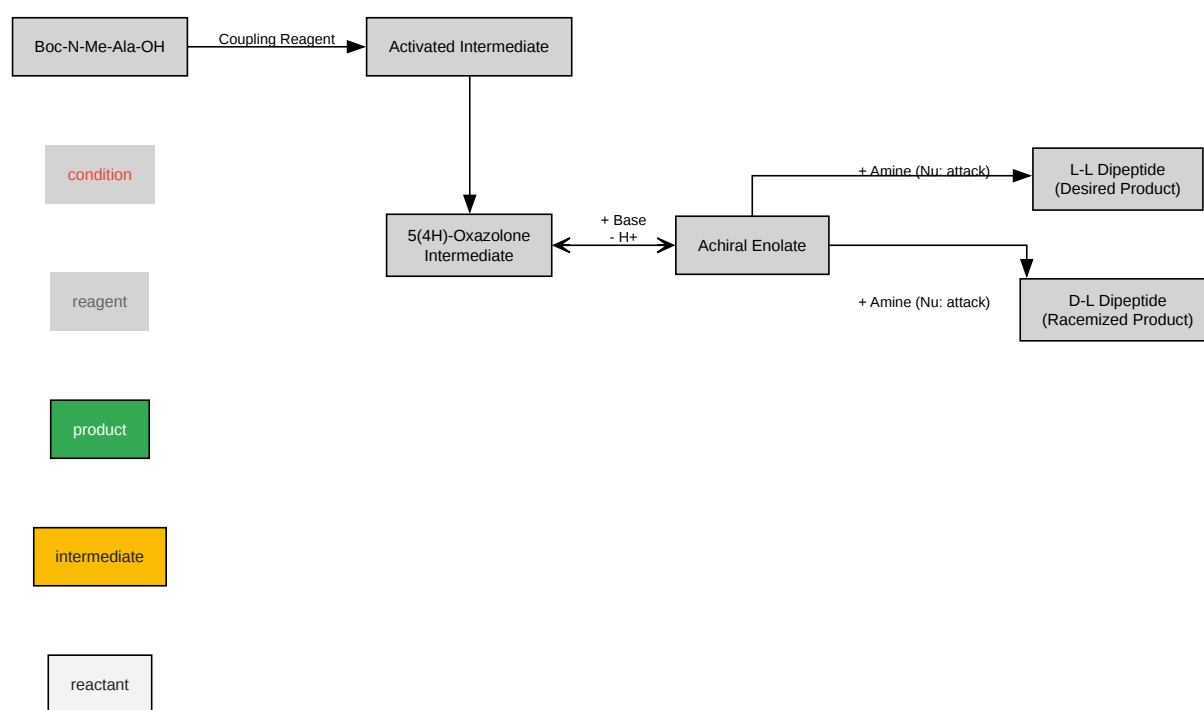 Boc-N-Me-Ala-OH
Coupling Reagent
Activated Intermediate
condition
+ Amine (Nu: attack)
L-L Dipeptide
(Desired Product)
5(4H)-Oxazolone
Intermediate
+ Base
- H+
Achiral Enolate
reagent
+ Amine (Nu: attack)
D-L Dipeptide
(Racemized Product)
product
intermediate
reactant